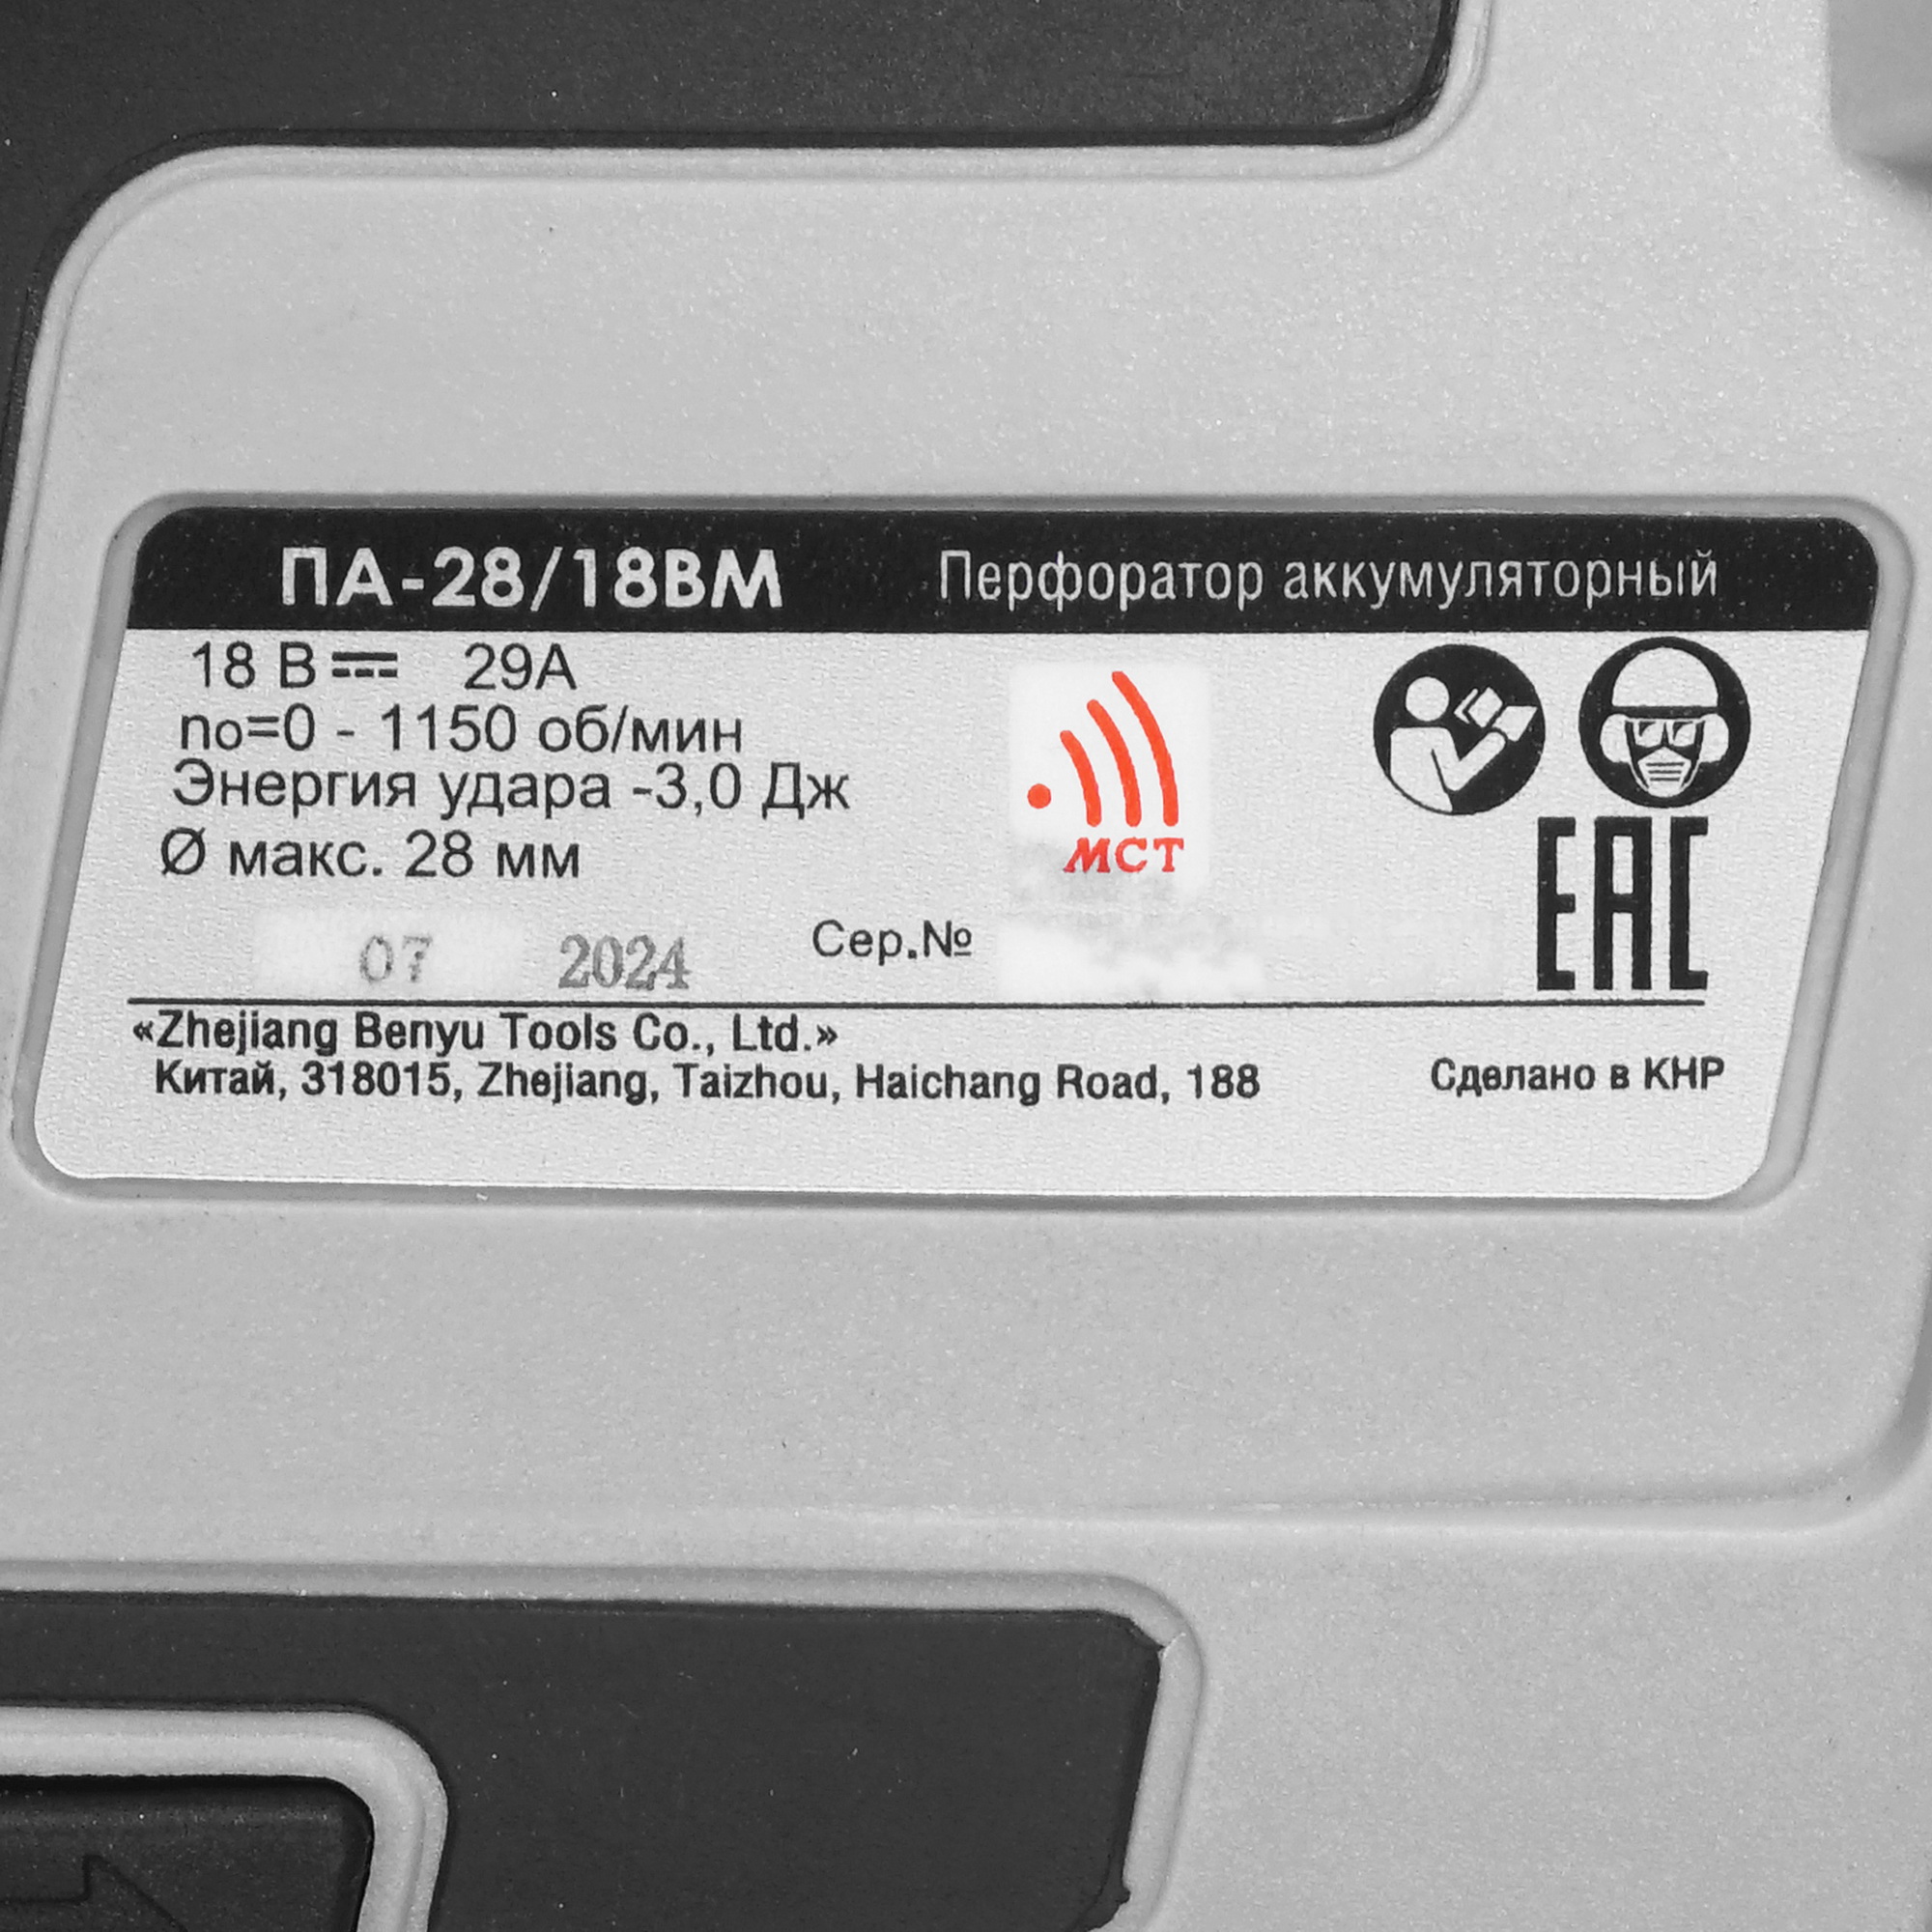 ПА-28/18ВМ Перфоратор аккумуляторный
18 В 29А
no=0 - 1150 об/мин
Энергия удара -3,0 Дж
Ø макс. 28 мм
МСТ
ЕАС
07 2024 Сер.№
«Zhejiang Benyu Tools Co., Ltd.»
Китай, 318015, Zhejiang, Taizhou, Haichang Road, 188
Сделано в КНР